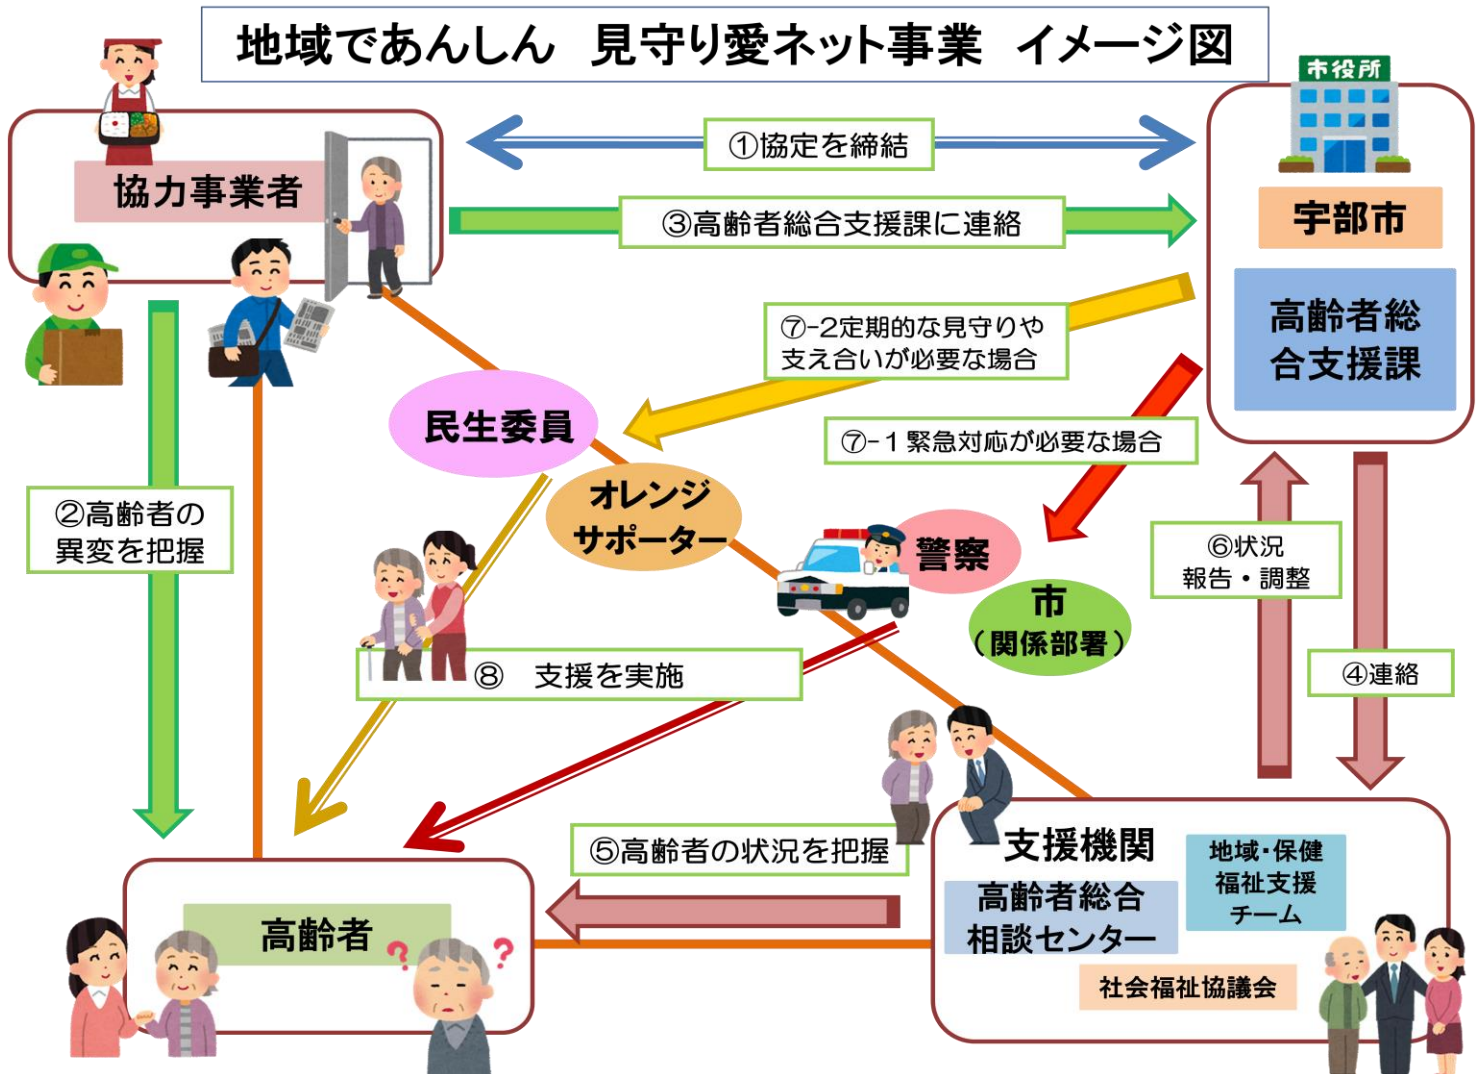 地域であんしん 見守り愛ネット事業 イメージ図
市役所
①協定を締結
協力事業者
③高齢者総合支援課に連絡
宇部市
高齢者総
合支援課
⑦-2定期的な見守りや
支え合いが必要な場合
民生委員
⑦-1緊急対応が必要な場合
オレンジ
サポーター
②高齢者の
異変を把握
警察
⑥状況
報告・調整
市
(関係部署)
⑧ 支援を実施
④連絡
⑤高齢者の状況を把握
支援機関
地域・保健
福祉支援
チーム
高齢者総合
相談センター
高齢者
?
?
社会福祉協議会